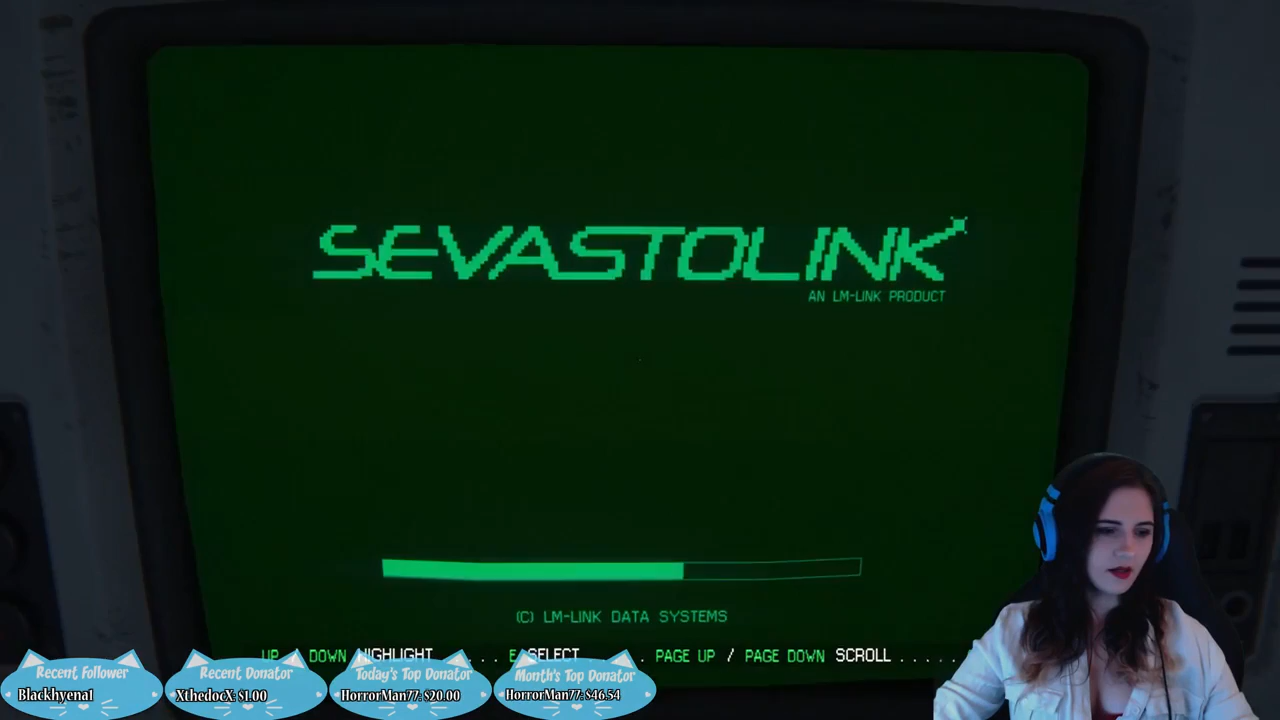 SEVASTOLINK
AN LM-LINK PRODUCT
(C) LM-LINK DATA SYSTEMS
UP / DOWN HIGHLIGHT . . . . E SELECT . PAGE UP / PAGE DOWN SCROLL . . . . . .
Recent Follower
Blackhyena1
Recent Donator
XthedocX: $1.00
Today's Top Donator
HorrorMan77: $20.00
Month's Top Donator
HorrorMan77: $46.54